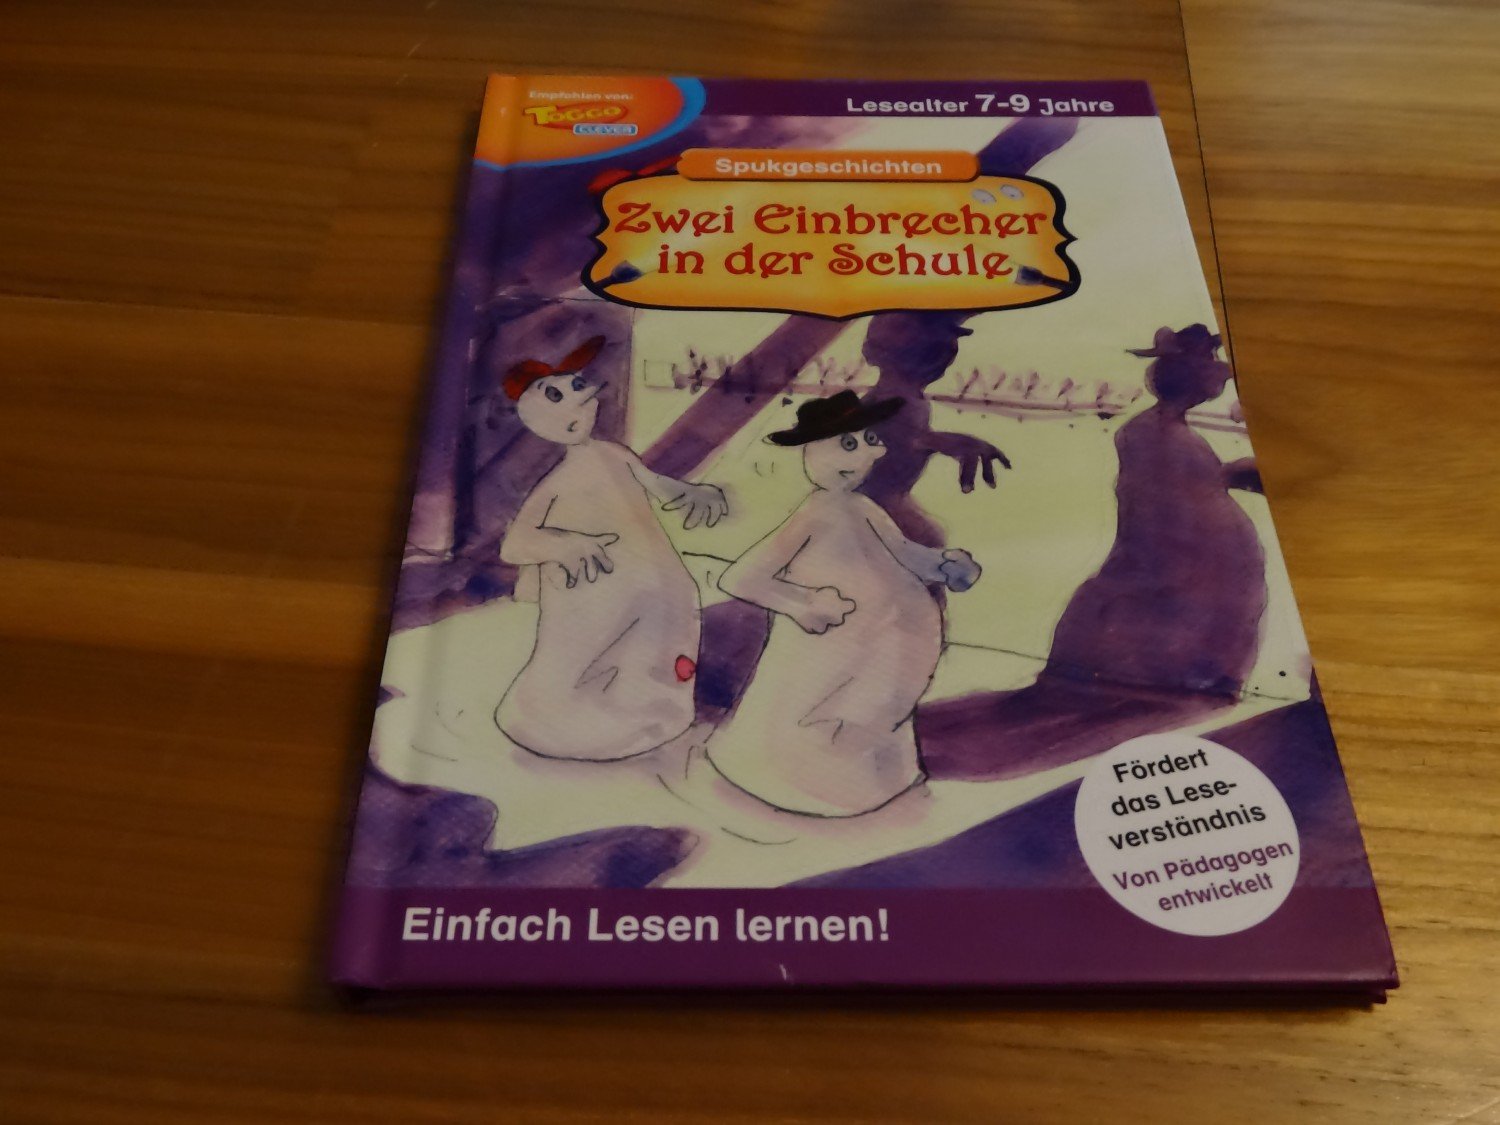 Empfohlen von:
TOGGO
CLEVER
Lesealter 7-9 Jahre
Spukgeschichten
Zwei Einbrecher
in der Schule
Fördert
das Lese-
verständnis
Von Pädagogen
entwickelt
Einfach Lesen lernen!